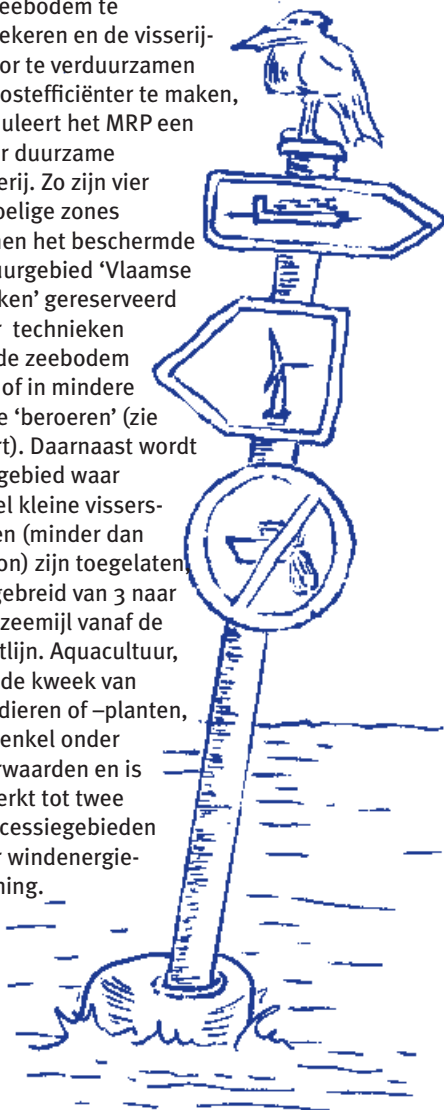 eebodem te
ekeren en de visserij-
or te verduurzamen
ostefficiënter te maken,
uleert het MRP een
r duurzame
erij. Zo zijn vier
oelige zones
nen het beschermde
uurgebied ‘Vlaamse
ken’ gereserveerd
r technieken
de zeebodem
of in mindere
e ‘beroeren’ (zie
rt). Daarnaast wordt
gebied waar
el kleine vissers-
en (minder dan
on) zijn toegelaten,
gebreid van 3 naar
zeemijl vanaf de
tlijn. Aquacultuur,
de kweek van
dieren of –planten,
enkel onder
rwaarden en is
erkt tot twee
cessiegebieden
r windenergie-
ning.